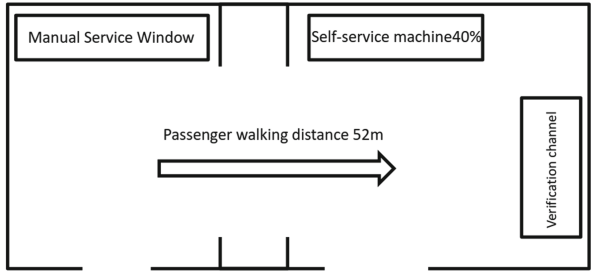 Manual Service Window
Self-service machine40%
Passenger walking distance 52m
Verification channel